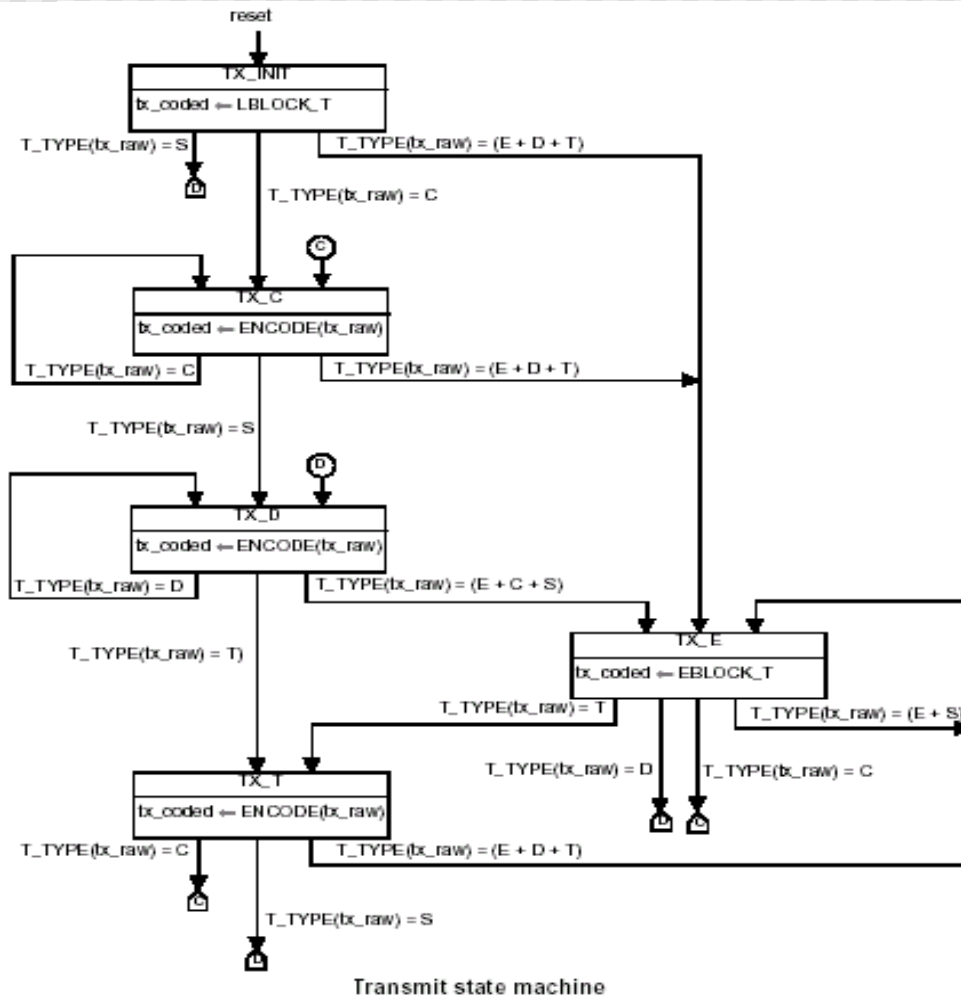 reset
TX_INIT
tx_coded ⇐ LBLOCK_T
T_TYPE(tx_raw) = S
T_TYPE(tx_raw) = (E + D + T)
D
T_TYPE(tx_raw) = C
C
TX_C
tx_coded ⇐ ENCODE(tx_raw)
T_TYPE(tx_raw) = C
T_TYPE(tx_raw) = (E + D + T)
T_TYPE(tx_raw) = S
D
TX_D
tx_coded ⇐ ENCODE(tx_raw)
T_TYPE(tx_raw) = D
T_TYPE(tx_raw) = (E + C + S)
T_TYPE(tx_raw) = T)
TX_E
tx_coded ⇐ EBLOCK_T
T_TYPE(tx_raw) = T
T_TYPE(tx_raw) = (E + S)
T_TYPE(tx_raw) = D
T_TYPE(tx_raw) = C
D
C
TX_T
tx_coded ⇐ ENCODE(tx_raw)
T_TYPE(tx_raw) = C
T_TYPE(tx_raw) = (E + D + T)
C
T_TYPE(tx_raw) = S
D
Transmit state machine